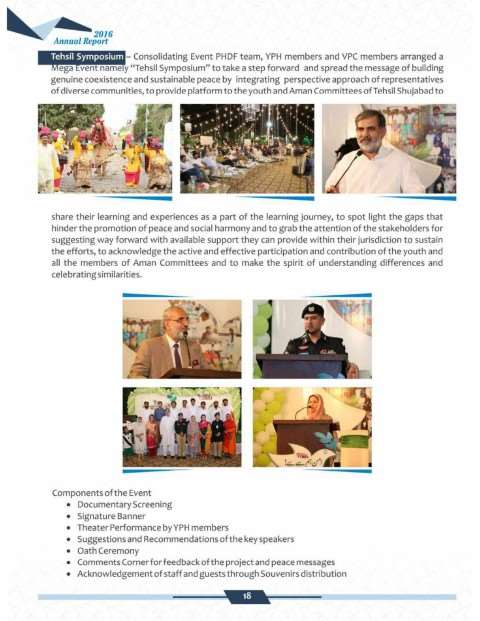 2016
Annual Report
Tehsil Symposium – Consolidating Event PHDF team, YPH members and VPC members arranged a
Mega Event namely "Tehsil Symposium" to take a step forward and spread the message of building
genuine coexistence and sustainable peace by integrating perspective approach of representatives
of diverse communities, to provide platform to the youth and Aman Committees of Tehsil Shujabad to
share their learning and experiences as a part of the learning journey, to spot light the gaps that
hinder the promotion of peace and social harmony and to grab the attention of the stakeholders for
suggesting way forward with available support they can provide within their jurisdiction to sustain
the efforts, to acknowledge the active and effective participation and contribution of the youth and
all the members of Aman Committees and to make the spirit of understanding differences and
celebrating similarities.
Components of the Event
• Documentary Screening
• Signature Banner
• Theater Performance by YPH members
• Suggestions and Recommendations of the key speakers
• Oath Ceremony
• Comments Corner for feedback of the project and peace messages
• Acknowledgement of staff and guests through Souvenirs distribution
18